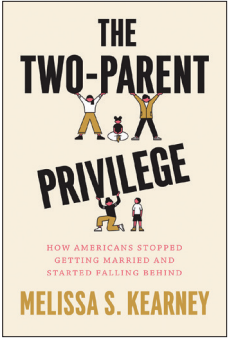 THE
TWO-PARENT
PRIVILEGE
HOW AMERICANS STOPPED
GETTING MARRIED AND
STARTED FALLING BEHIND
MELISSA S. KEARNEY